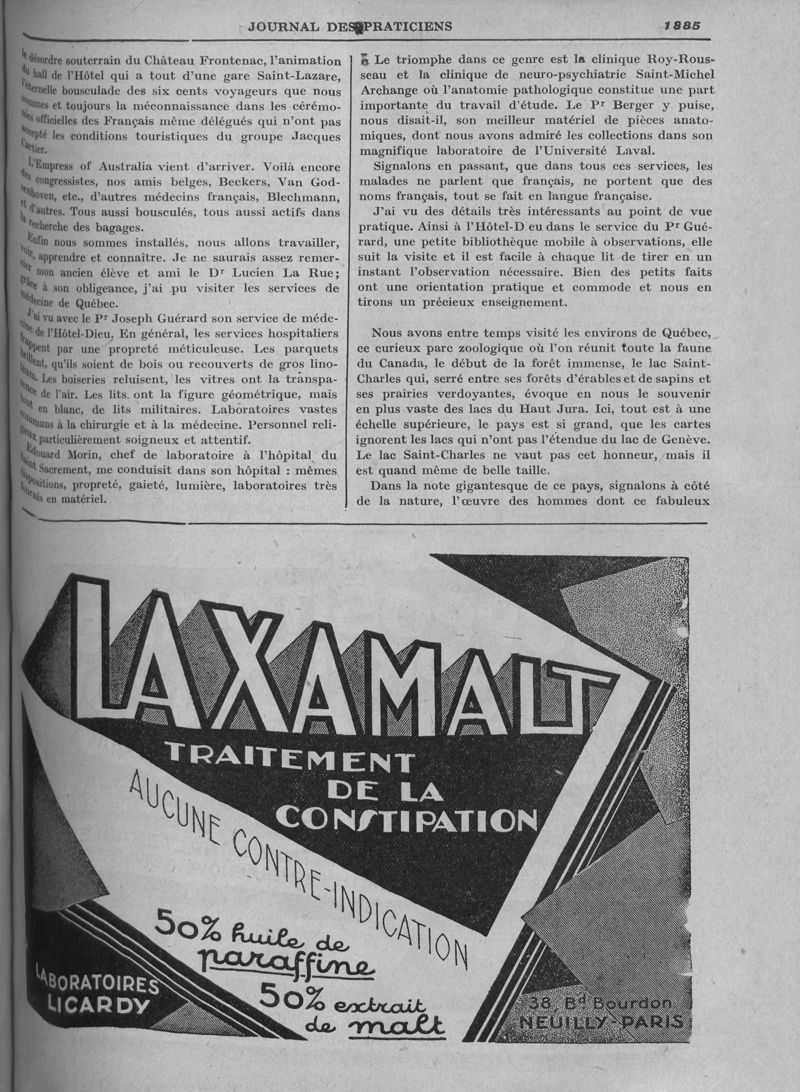 JOURNAL DES PRATICIENS
1885
le désordre souterrain du Château Frontenac, l'animation
du hall de l'Hôtel qui a tout d'une gare Saint-Lazare,
l'éternelle bousculade des six cents voyageurs que nous
sommes et toujours la méconnaissance dans les cérémo-
nies officielles des Français même délégués qui n'ont pas
accepté les conditions touristiques du groupe Jacques
Cartier.
L'Empress of Australia vient d'arriver. Voilà encore
des congressistes, nos amis belges, Beckers, Van God-
senhoven, etc., d'autres médecins français, Blechmann,
et d'autres. Tous aussi bousculés, tous aussi actifs dans
la recherche des bagages.
Enfin nous sommes installés, nous allons travailler,
voir, apprendre et connaître. Je ne saurais assez remer-
cier mon ancien élève et ami le Dr Lucien La Rue;
grâce à son obligeance, j'ai pu visiter les services de
médecine de Québec.
J'ai vu avec le Pr Joseph Guérard son service de méde-
cine de l'Hôtel-Dieu. En général, les services hospitaliers
frappent par une propreté méticuleuse. Les parquets
brillent, qu'ils soient de bois ou recouverts de gros lino-
léum. Les boiseries reluisent, les vitres ont la transpa-
rence de l'air. Les lits ont la figure géométrique, mais
tout en blanc, de lits militaires. Laboratoires vastes
communs à la chirurgie et à la médecine. Personnel reli-
gieux particulièrement soigneux et attentif.
Édouard Morin, chef de laboratoire à l'hôpital du
Saint Sacrement, me conduisit dans son hôpital : mêmes
dispositions, propreté, gaieté, lumière, laboratoires très
fournis en matériel.
Le triomphe dans ce genre est la clinique Roy-Rous-
seau et la clinique de neuro-psychiatrie Saint-Michel
Archange où l'anatomie pathologique constitue une part
importante du travail d'étude. Le Pr Berger y puise,
nous disait-il, son meilleur matériel de pièces anato-
miques, dont nous avons admiré les collections dans son
magnifique laboratoire de l'Université Laval.
Signalons en passant, que dans tous ces services, les
malades ne parlent que français, ne portent que des
noms français, tout se fait en langue française.
J'ai vu des détails très intéressants au point de vue
pratique. Ainsi à l'Hôtel-D eu dans le service du Pr Gué-
rard, une petite bibliothèque mobile à observations, elle
suit la visite et il est facile à chaque lit de tirer en un
instant l'observation nécessaire. Bien des petits faits
ont une orientation pratique et commode et nous en
tirons un précieux enseignement.
Nous avons entre temps visité les environs de Québec,
ce curieux parc zoologique où l'on réunit toute la faune
du Canada, le début de la forêt immense, le lac Saint-
Charles qui, serré entre ses forêts d'érables et de sapins et
ses prairies verdoyantes, évoque en nous le souvenir
en plus vaste des lacs du Haut Jura. Ici, tout est à une
échelle supérieure, le pays est si grand, que les cartes
ignorent les lacs qui n'ont pas l'étendue du lac de Genève.
Le lac Saint-Charles ne vaut pas cet honneur, mais il
est quand même de belle taille.
Dans la note gigantesque de ce pays, signalons à côté
de la nature, l'œuvre des hommes dont ce fabuleux
LAXAMALT
TRAITEMENT
DE LA
CONSTIPATION
AUCUNE CONTRE-INDICATION
50% huile de
paraffine
50% extrait
de malt
LABORATOIRES
LICARDY
38, Bd Bourdon
NEUILLY-PARIS